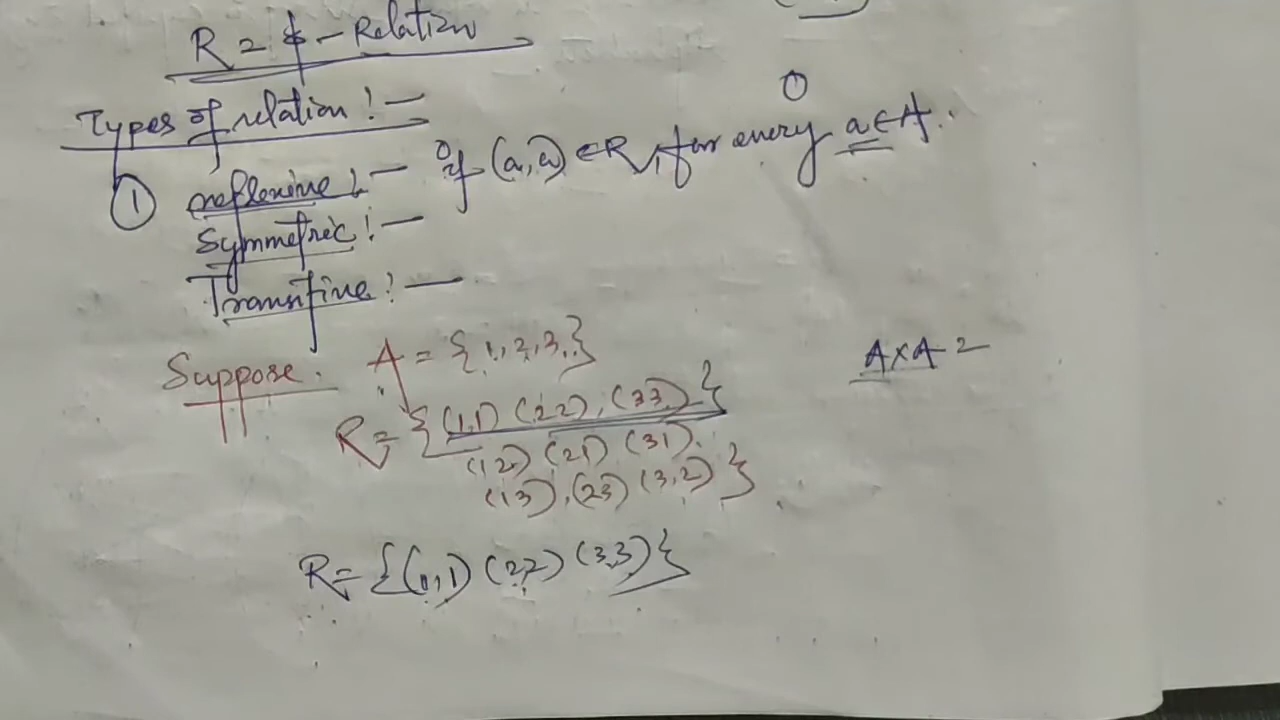 R = ϕ - Relation
Types of relation :-
① reflexive :- if (a, a) ∈ R, for every a ∈ A.
Symmetric :-
Transitive :-
Suppose. A = {1, 2, 3,}
A×A =
R = {(1,1) (2,2), (3 3)}
(1 2) (2 1) (3 1).
(1 3), (2 3) (3,2)}
R = {(1,1) (2,2) (3,3)}